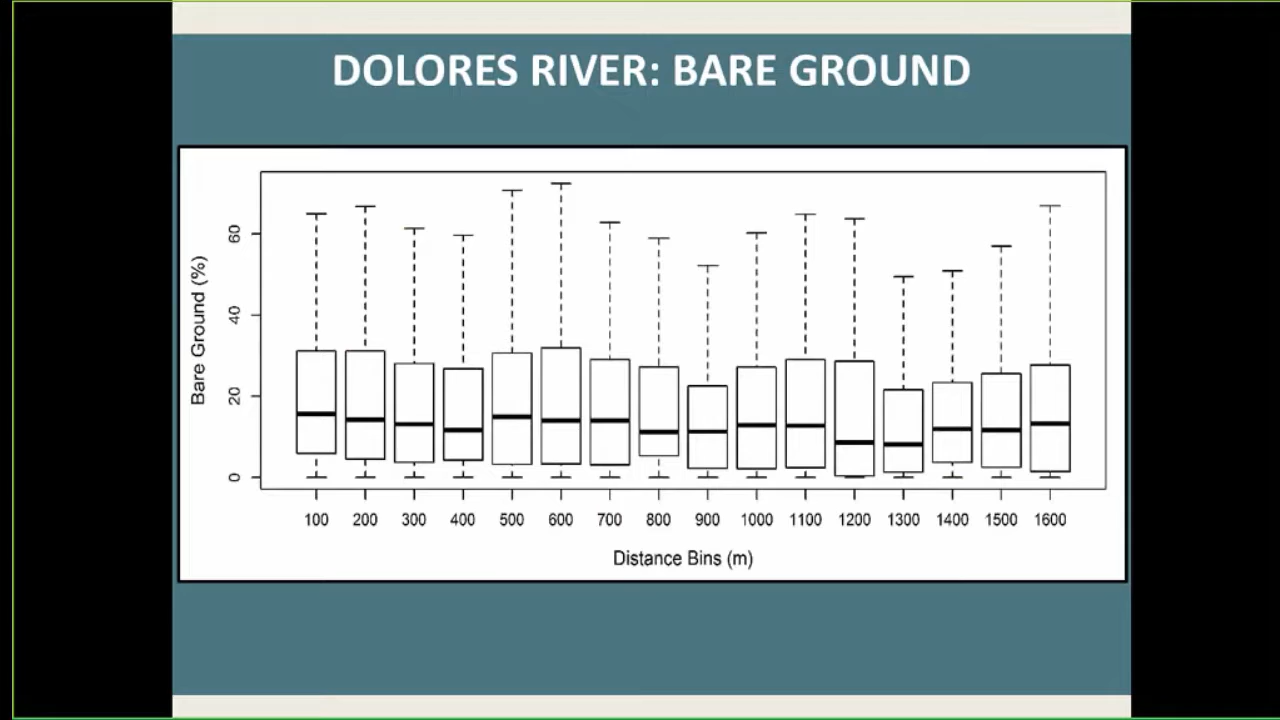 DOLORES RIVER: BARE GROUND
Bare Ground (%)
60
40
20
0
100 200 300 400 500 600 700 800 900 1000 1100 1200 1300 1400 1500 1600
Distance Bins (m)